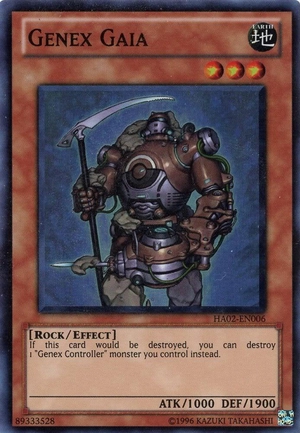 GENEX GAIA
EARTH
地
HA02-EN006
[ROCK/EFFECT]
If this card would be destroyed, you can destroy
1 "Genex Controller" monster you control instead.
ATK/1000 DEF/1900
89333528
©1996 KAZUKI TAKAHASHI